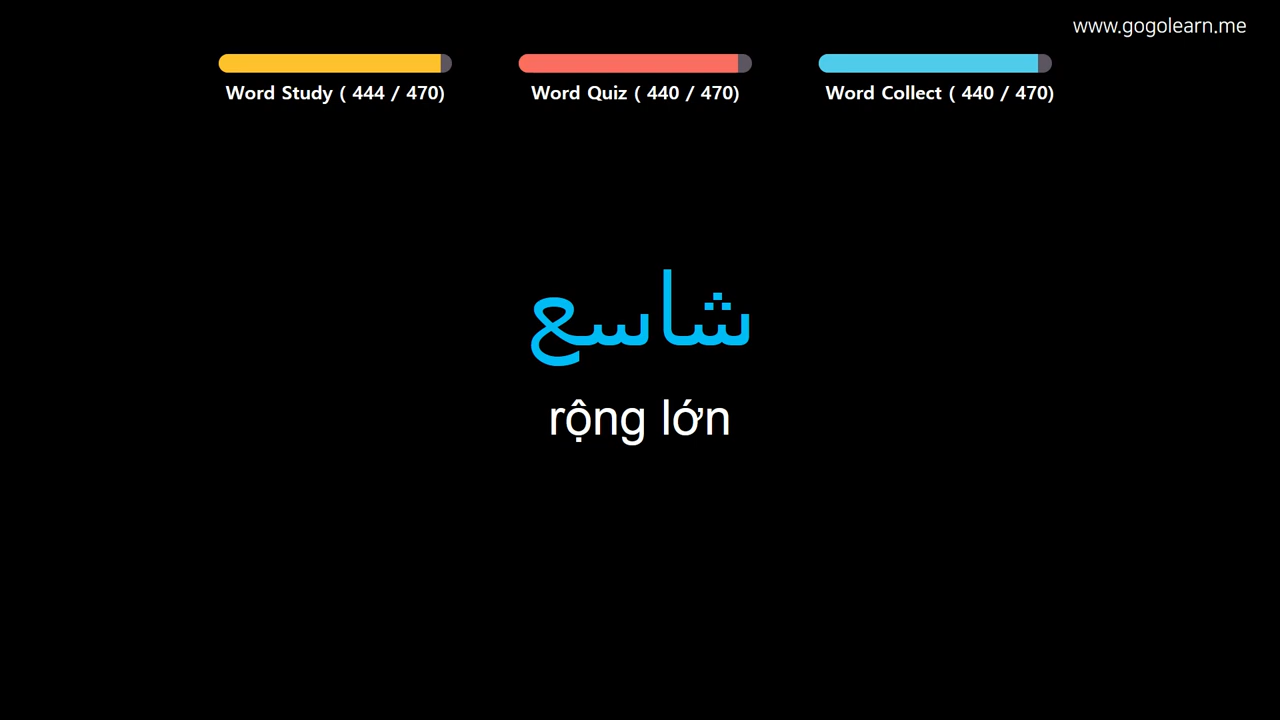 www.gogolearn.me
Word Study ( 444 / 470)
Word Quiz ( 440 / 470)
Word Collect ( 440 / 470)
شاسع
rộng lớn